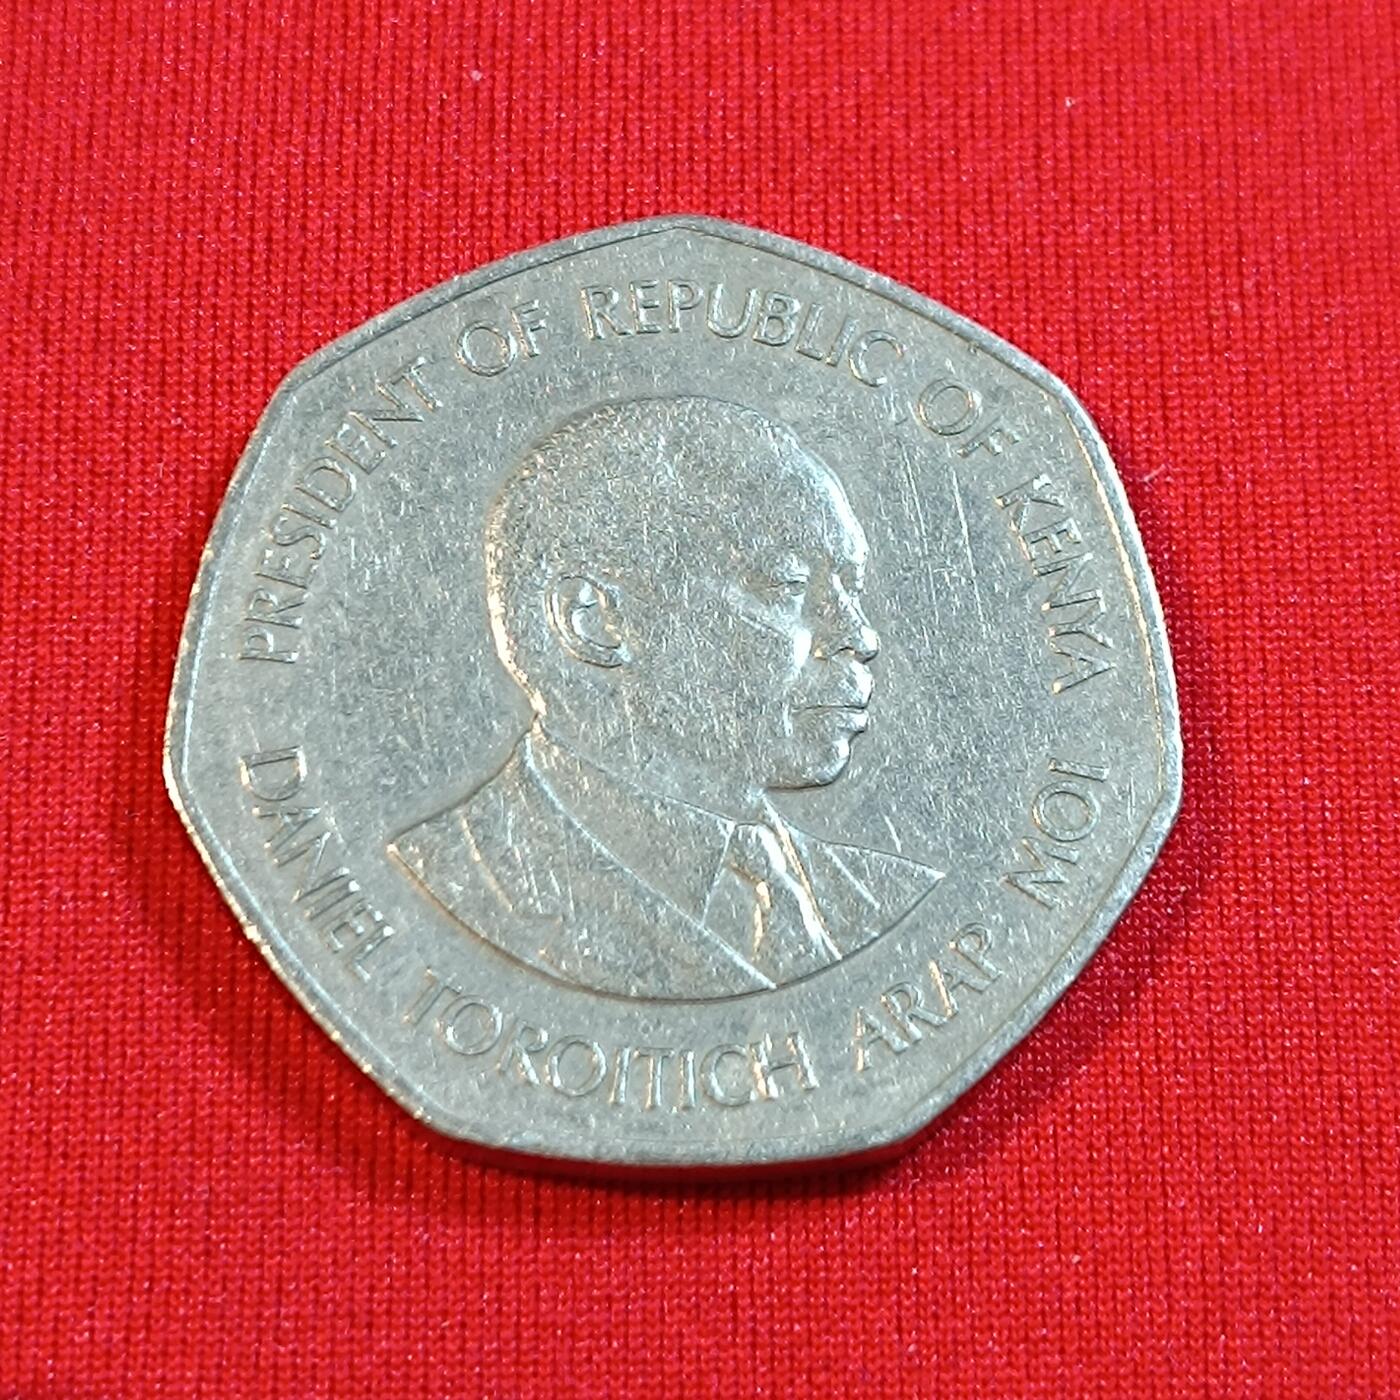 PRESIDENT OF REPUBLIC OF KENYA
DANIEL TOROITICH ARAP MOI